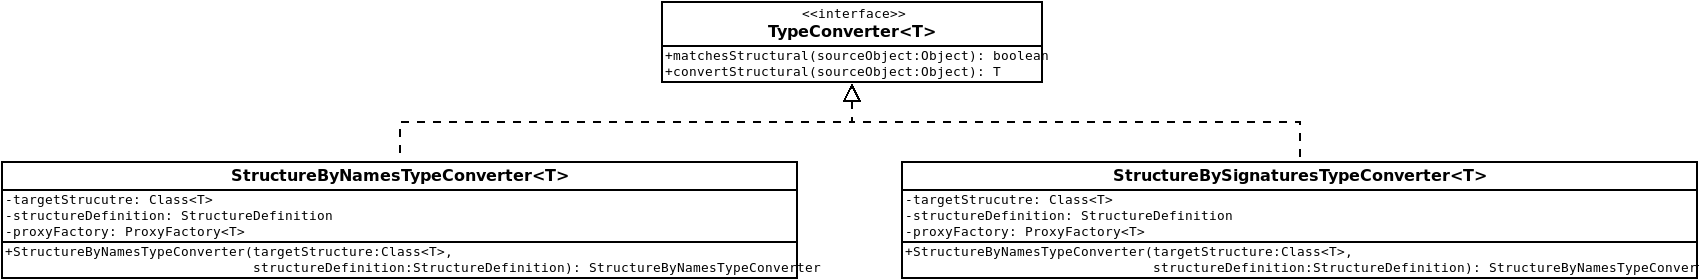 <<interface>>
TypeConverter<T>
+matchesStructural(sourceObject:Object): boolean
+convertStructural(sourceObject:Object): T
StructureByNamesTypeConverter<T>
-targetStrucutre: Class<T>
-structureDefinition: StructureDefinition
-proxyFactory: ProxyFactory<T>
+StructureByNamesTypeConverter(targetStructure:Class<T>,
structureDefinition:StructureDefinition): StructureByNamesTypeConverter
StructureBySignaturesTypeConverter<T>
-targetStrucutre: Class<T>
-structureDefinition: StructureDefinition
-proxyFactory: ProxyFactory<T>
+StructureByNamesTypeConverter(targetStructure:Class<T>,
structureDefinition:StructureDefinition): StructureByNamesTypeConver